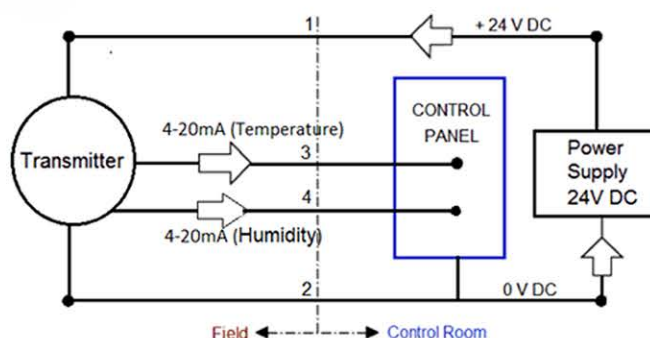 1
+ 24 V DC
CONTROL
PANEL
4-20mA (Temperature)
3
Transmitter
Power
Supply
24V DC
4
4-20mA (Humidity)
2
0 V DC
Field
Control Room